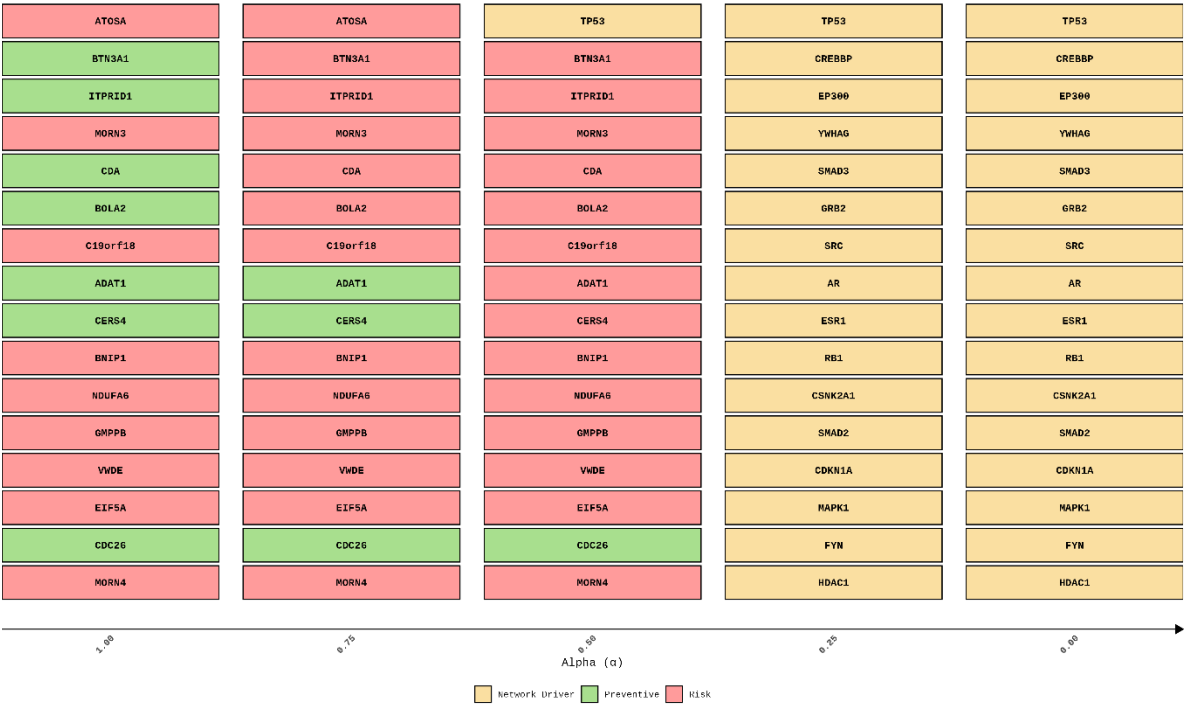 ATOSA ATOSA TP53 TP53 TP53
BTN3A1 BTN3A1 BTN3A1 CREBBP CREBBP
ITPRID1 ITPRID1 ITPRID1 EP300 EP300
MORN3 MORN3 MORN3 YWHAG YWHAG
CDA CDA CDA SMAD3 SMAD3
BOLA2 BOLA2 BOLA2 GRB2 GRB2
C19orf18 C19orf18 C19orf18 SRC SRC
ADAT1 ADAT1 ADAT1 AR AR
CERS4 CERS4 CERS4 ESR1 ESR1
BNIP1 BNIP1 BNIP1 RB1 RB1
NDUFA6 NDUFA6 NDUFA6 CSNK2A1 CSNK2A1
GMPPB GMPPB GMPPB SMAD2 SMAD2
VWDE VWDE VWDE CDKN1A CDKN1A
EIF5A EIF5A EIF5A MAPK1 MAPK1
CDC26 CDC26 CDC26 FYN FYN
MORN4 MORN4 MORN4 HDAC1 HDAC1
1.00 0.75 0.50 0.25 0.00
Alpha (α)
Network Driver Preventive Risk